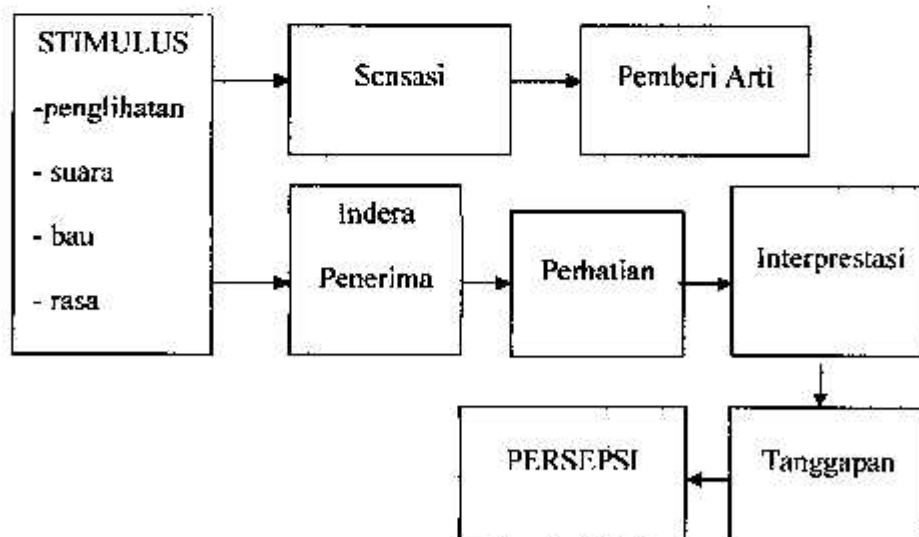 STIMULUS
-penglihatan
- suara
- bau
- rasa
Sensasi
Pemberi Arti
Indera
Penerima
Perhatian
Interprestasi
Tanggapan
PERSEPSI